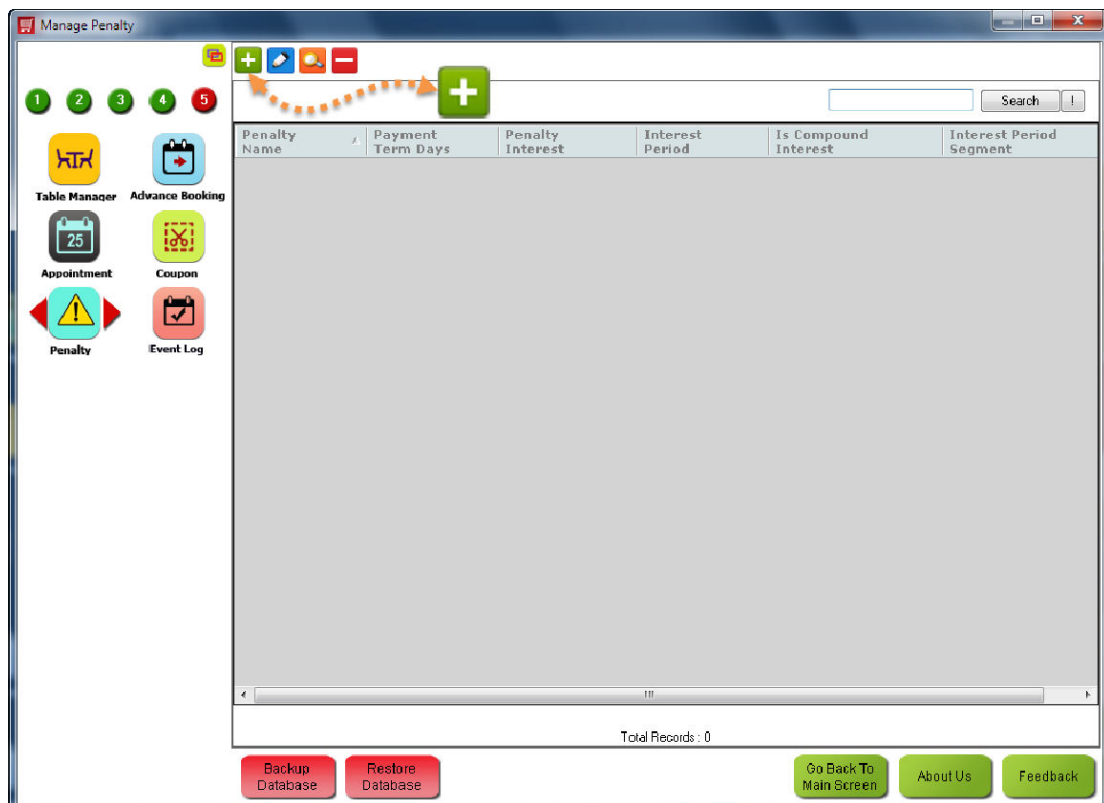 Manage Penalty
1 2 3 4 5
Search !
Penalty Name
Payment Term Days
Penalty Interest
Interest Period
Is Compound Interest
Interest Period Segment
Table Manager
Advance Booking
25
Appointment
Coupon
Penalty
Event Log
Total Records : 0
Backup
Database
Restore
Database
Go Back To
Main Screen
About Us
Feedback